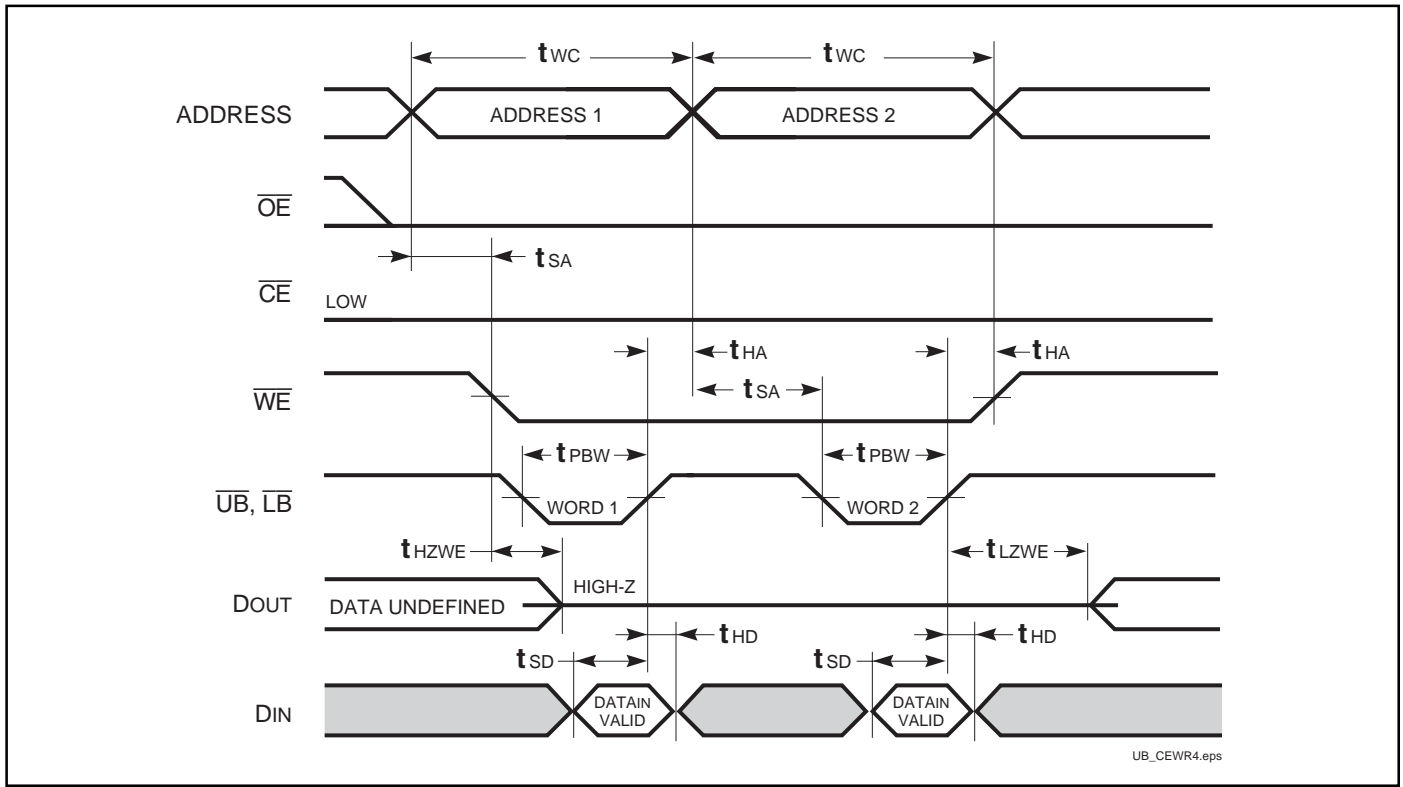 tWC tWC
ADDRESS ADDRESS 1 ADDRESS 2
OE
tSA
CE LOW
tHA tHA
WE tSA
tPBW tPBW
UB, LB WORD 1 WORD 2
tHZWE tLZWE
DOUT DATA UNDEFINED HIGH-Z
tHD tHD
tSD tSD
DIN DATAIN VALID DATAIN VALID
UB_CEWR4.eps